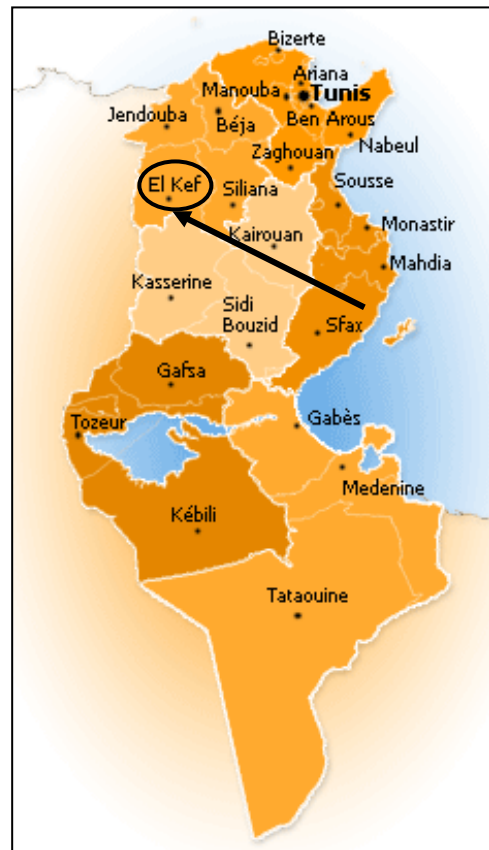 Bizerte
Ariana
Manouba
Tunis
Jendouba
Béja
Ben Arous
Nabeul
Zaghouan
El Kef
Siliana
Sousse
Kairouan
Monastir
Mahdia
Kasserine
Sidi
Bouzid
Sfax
Gafsa
Tozeur
Gabès
Medenine
Kébili
Tataouine